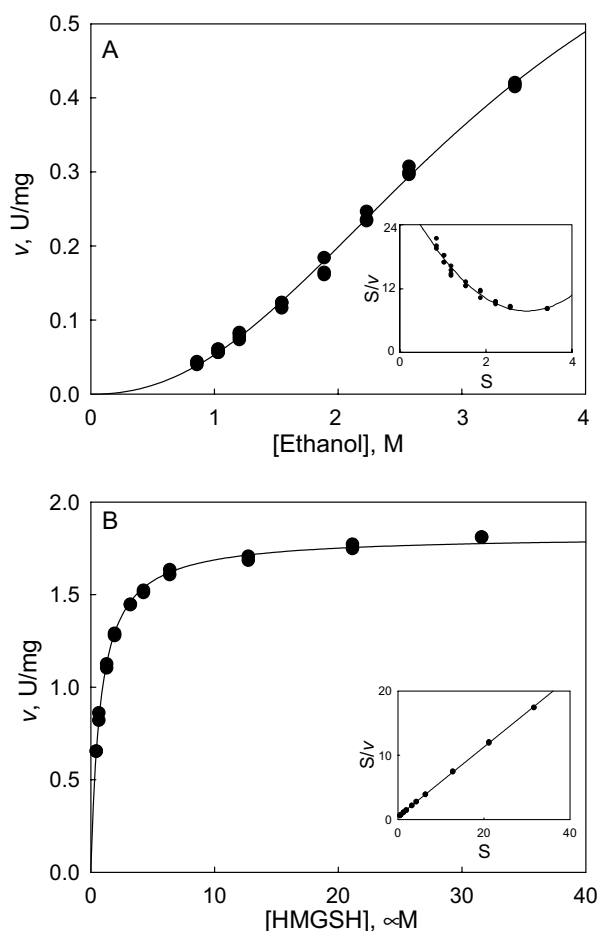 A
0.5
0.4
0.3
0.2
0.1
0.0
v, U/mg
0 1 2 3 4
[Ethanol], M
24
12
0
S/v
0 2 4
S
B
2.0
1.5
1.0
0.5
0.0
v, U/mg
0 10 20 30 40
[HMGSH], ∝M
20
10
0
S/v
0 20 40
S